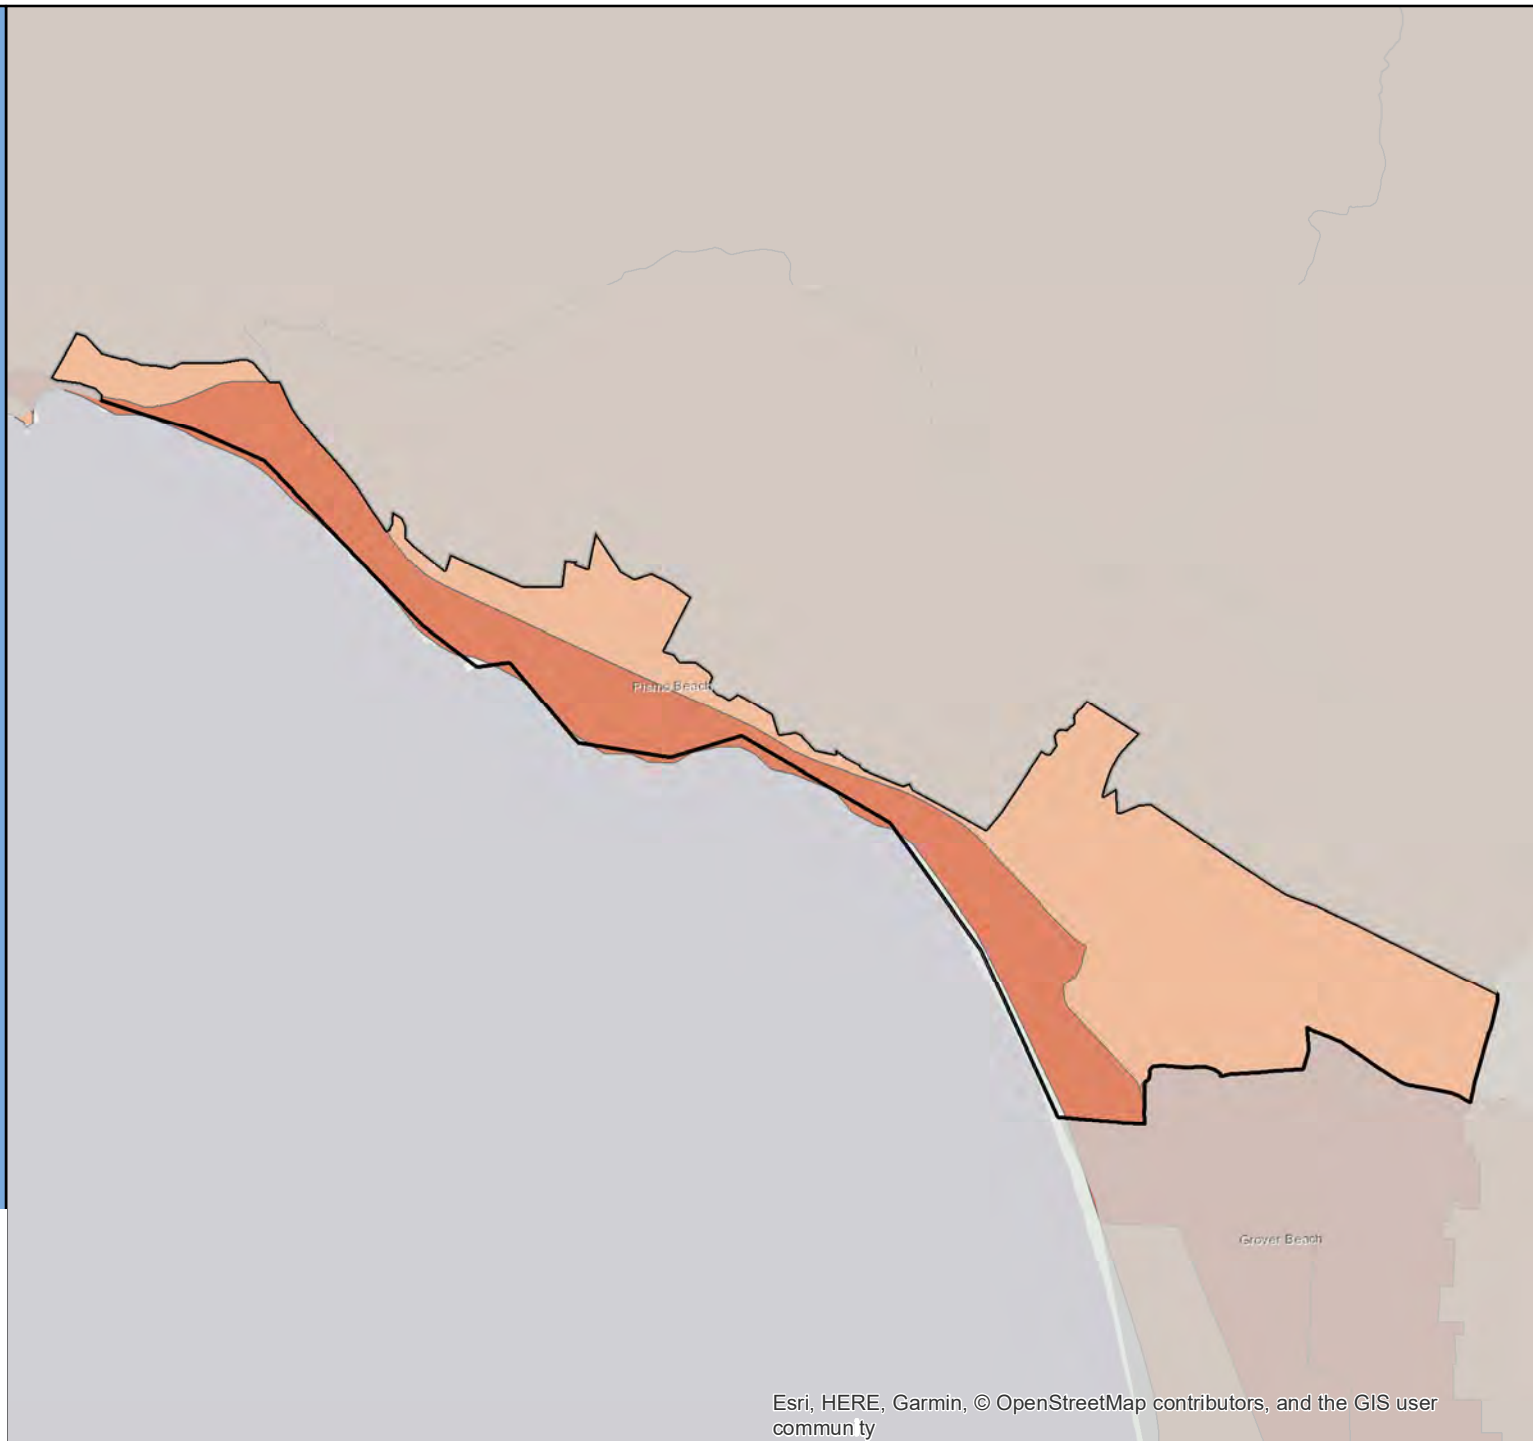 Pismo Beach
Grover Beach
Esri, HERE, Garmin, © OpenStreetMap contributors, and the GIS user
commun ty